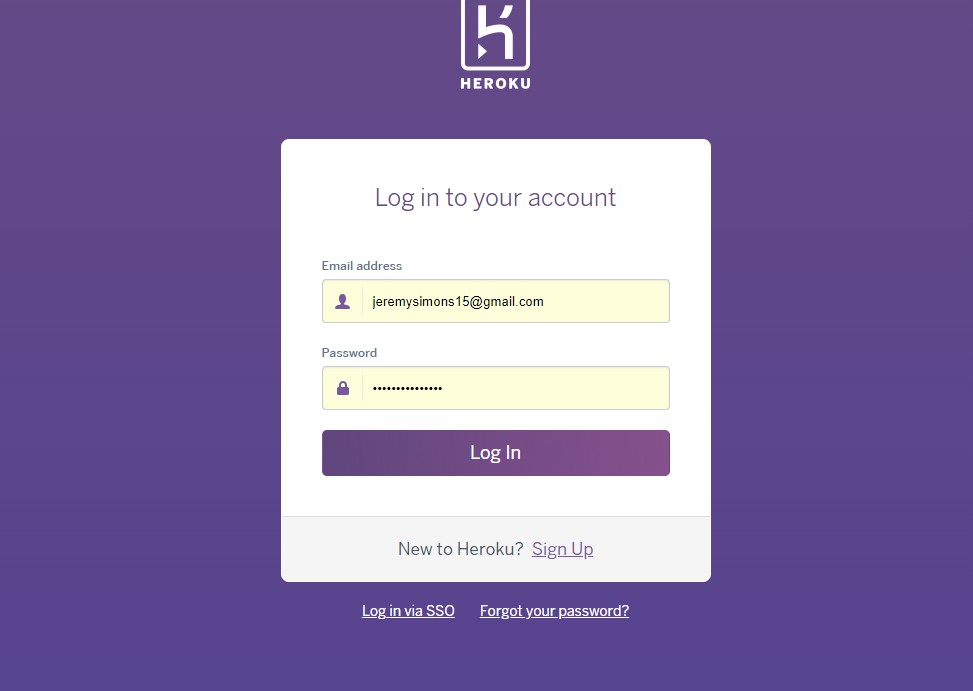 HEROKU
Log in to your account
Email address
jeremysimons15@gmail.com
Password
•••••••••••••••
Log In
New to Heroku? Sign Up
Log in via SSO Forgot your password?